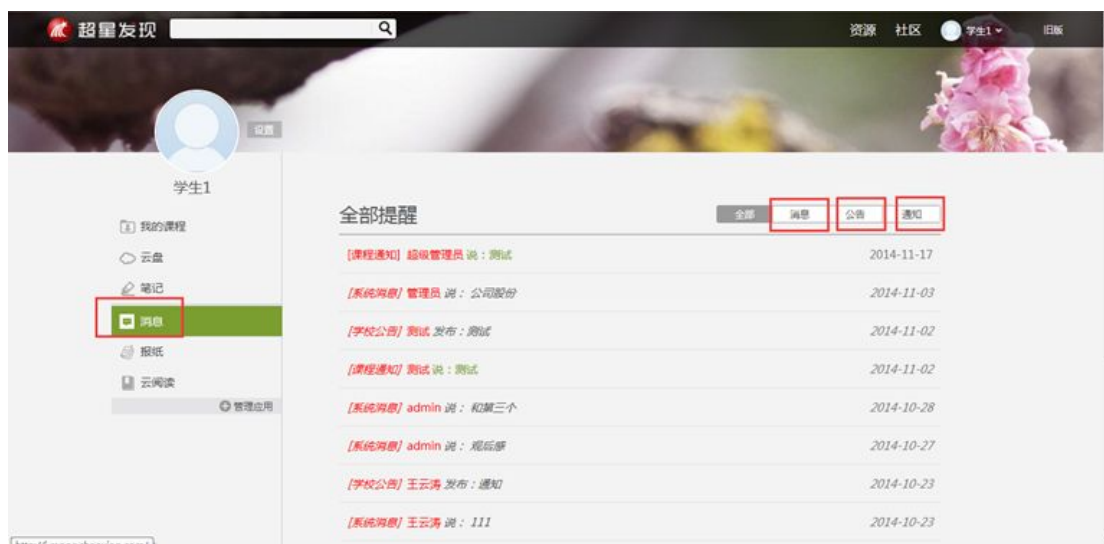 超星发现
资源 社区 学生1 旧版
设置
学生1
我的课程
云盘
笔记
消息
报纸
云阅读
管理应用
全部提醒
全部 消息 公告 通知
[课程通知] 超级管理员 说：测试 2014-11-17
[系统消息] 管理员 说：公司股份 2014-11-03
[学校公告] 测试 发布：测试 2014-11-02
[课程通知] 测试 说：测试 2014-11-02
[系统消息] admin 说：和第三个 2014-10-28
[系统消息] admin 说：观后感 2014-10-27
[学校公告] 王云涛 发布：通知 2014-10-23
[系统消息] 王云涛 说：111 2014-10-23